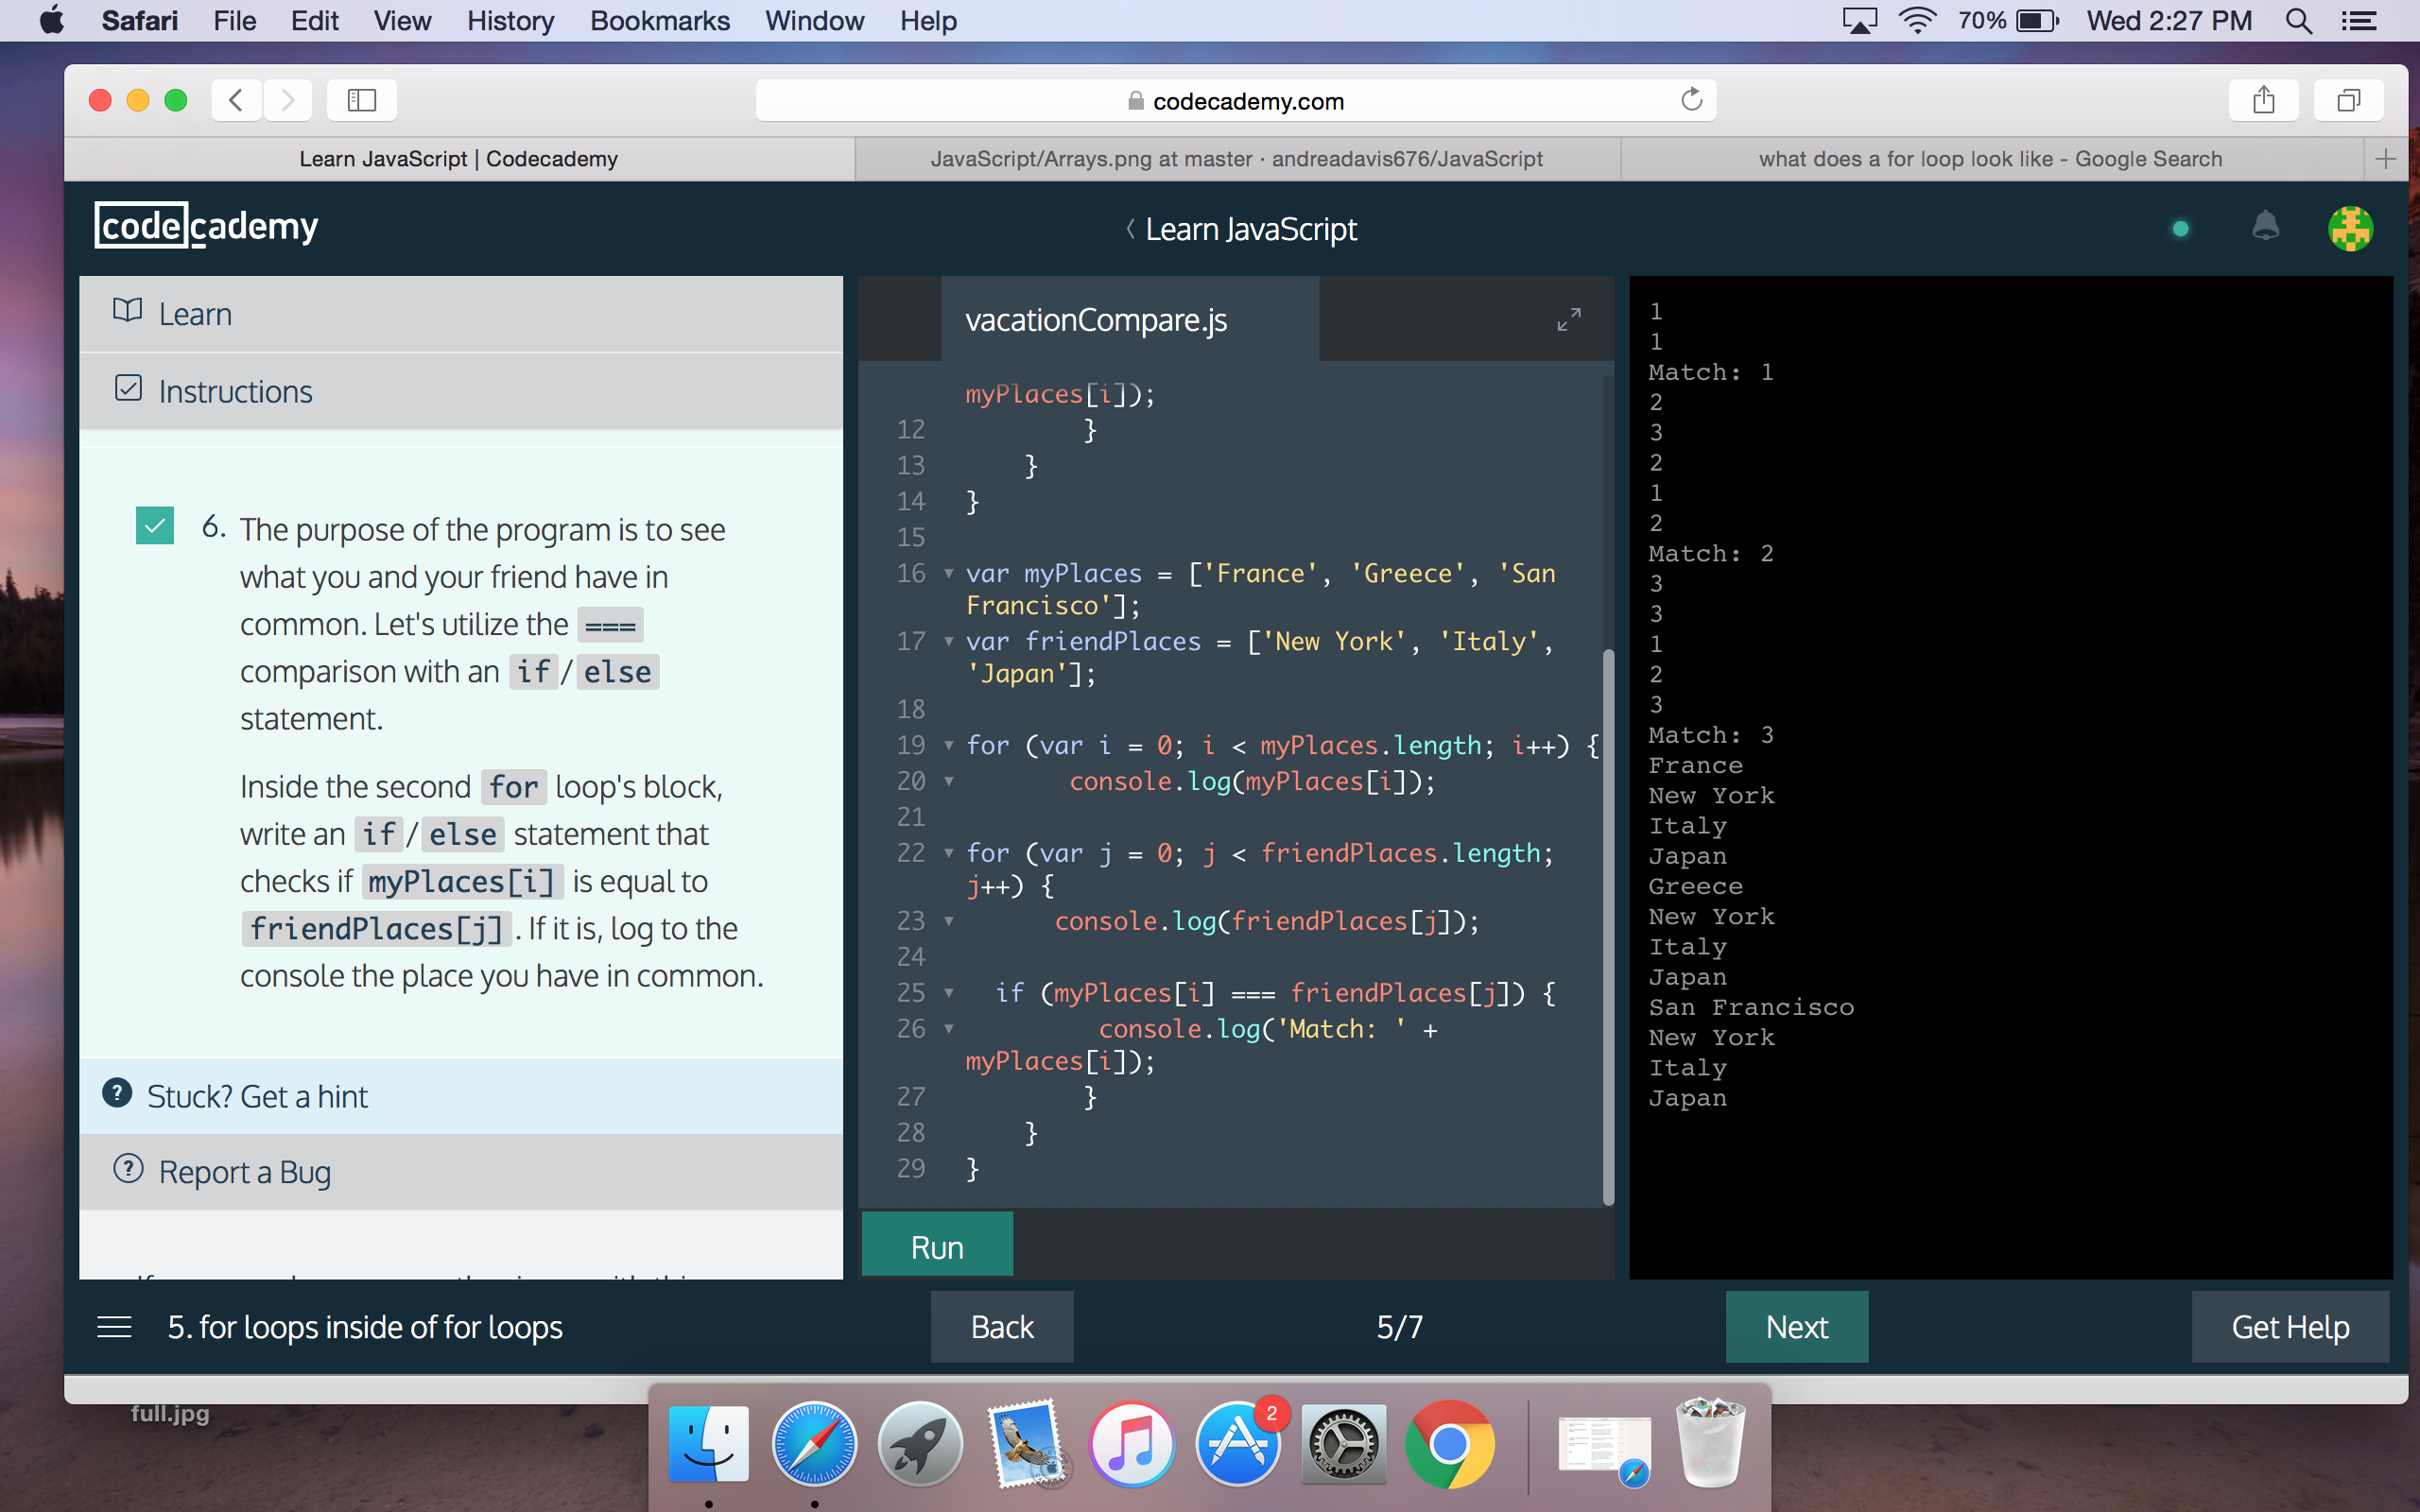 Safari File Edit View History Bookmarks Window Help 70% Wed 2:27 PM
codecademy.com
Learn JavaScript | Codecademy
JavaScript/Arrays.png at master · andreadavis676/JavaScript
what does a for loop look like - Google Search
codecademy
Learn JavaScript
Learn
Instructions
6. The purpose of the program is to see
what you and your friend have in
common. Let's utilize the ===
comparison with an if / else
statement.
Inside the second for loop's block,
write an if / else statement that
checks if myPlaces[i] is equal to
friendPlaces[j] . If it is, log to the
console the place you have in common.
Stuck? Get a hint
Report a Bug
vacationCompare.js
myPlaces[i]);
12 }
13 }
14 }
15
16 var myPlaces = ['France', 'Greece', 'San
Francisco'];
17 var friendPlaces = ['New York', 'Italy',
'Japan'];
18
19 for (var i = 0; i < myPlaces.length; i++) {
20 console.log(myPlaces[i]);
21
22 for (var j = 0; j < friendPlaces.length;
j++) {
23 console.log(friendPlaces[j]);
24
25 if (myPlaces[i] === friendPlaces[j]) {
26 console.log('Match: ' +
myPlaces[i]);
27 }
28 }
29 }
Run
1
1
Match: 1
2
3
2
1
2
Match: 2
3
3
1
2
3
Match: 3
France
New York
Italy
Japan
Greece
New York
Italy
Japan
San Francisco
New York
Italy
Japan
5. for loops inside of for loops
Back
5/7
Next
Get Help
full.jpg
2